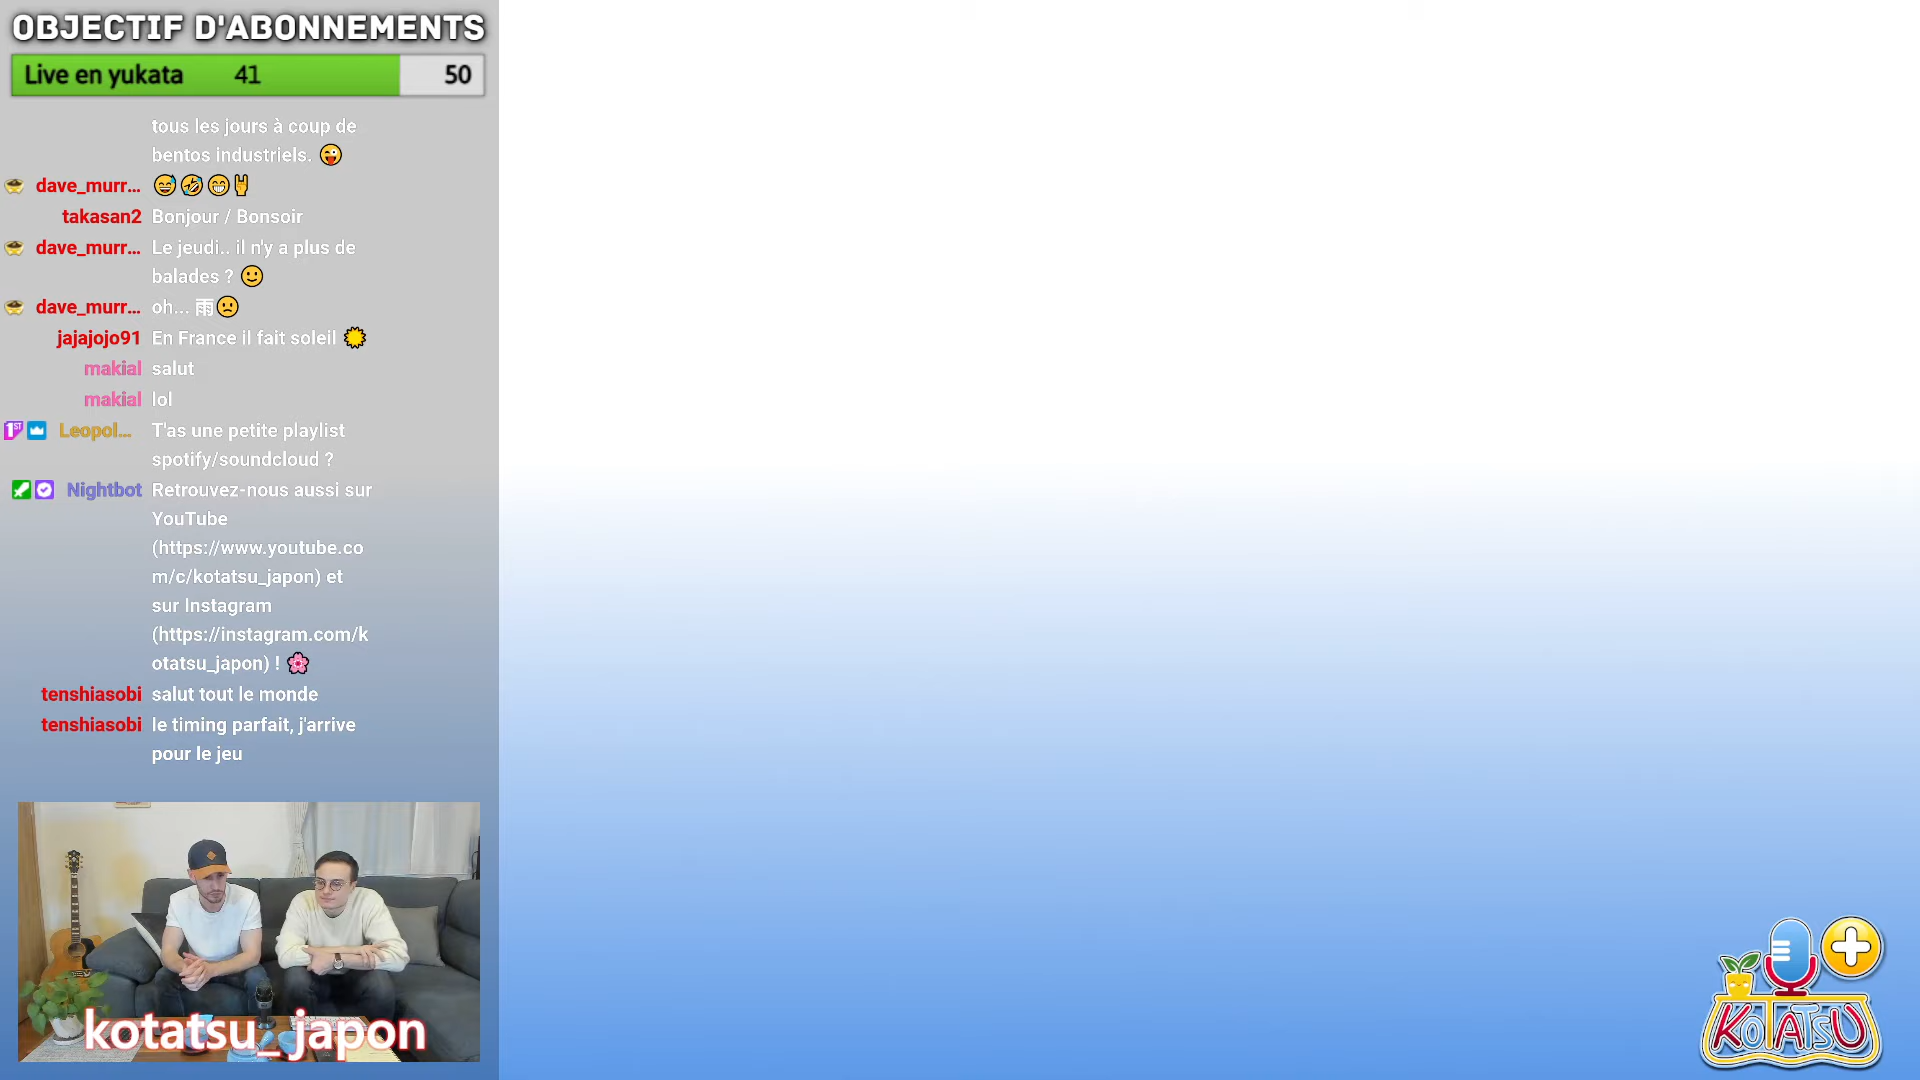 OBJECTIF D'ABONNEMENTS
Live en yukata 41 50
tous les jours à coup de
bentos industriels. 😜
dave_murr... 😅🤣😁🤘
takasan2 Bonjour / Bonsoir
dave_murr... Le jeudi.. il n'y a plus de
balades ? 🙂
dave_murr... oh... 雨🙁
jajajojo91 En France il fait soleil
makial salut
makial lol
1ST Leopol... T'as une petite playlist
spotify/soundcloud ?
Nightbot Retrouvez-nous aussi sur
YouTube
(https://www.youtube.co
m/c/kotatsu_japon) et
sur Instagram
(https://instagram.com/k
otatsu_japon) ! 🌸
tenshiasobi salut tout le monde
tenshiasobi le timing parfait, j'arrive
pour le jeu
kotatsu_japon
KOTATSU